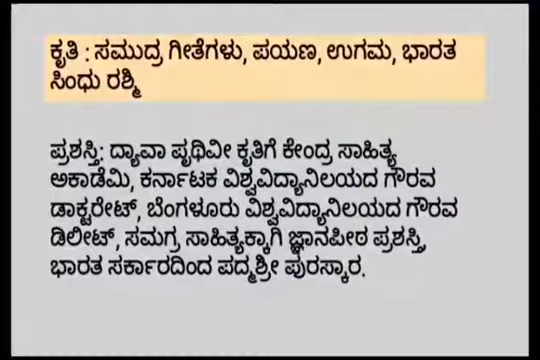 ಕೃತಿ : ಸಮುದ್ರ ಗೀತೆಗಳು, ಪಯಣ, ಉಗಮ, ಭಾರತ
ಸಿಂಧು ರಶ್ಮಿ
ಪ್ರಶಸ್ತಿ: ದ್ಯಾವಾ ಪೃಥಿವೀ ಕೃತಿಗೆ ಕೇಂದ್ರ ಸಾಹಿತ್ಯ
ಅಕಾಡೆಮಿ, ಕರ್ನಾಟಕ ವಿಶ್ವವಿದ್ಯಾನಿಲಯದ ಗೌರವ
ಡಾಕ್ಟರೇಟ್, ಬೆಂಗಳೂರು ವಿಶ್ವವಿದ್ಯಾನಿಲಯದ ಗೌರವ
ಡಿಲೀಟ್, ಸಮಗ್ರ ಸಾಹಿತ್ಯಕ್ಕಾಗಿ ಜ್ಞಾನಪೀಠ ಪ್ರಶಸ್ತಿ,
ಭಾರತ ಸರ್ಕಾರದಿಂದ ಪದ್ಮಶ್ರೀ ಪುರಸ್ಕಾರ.